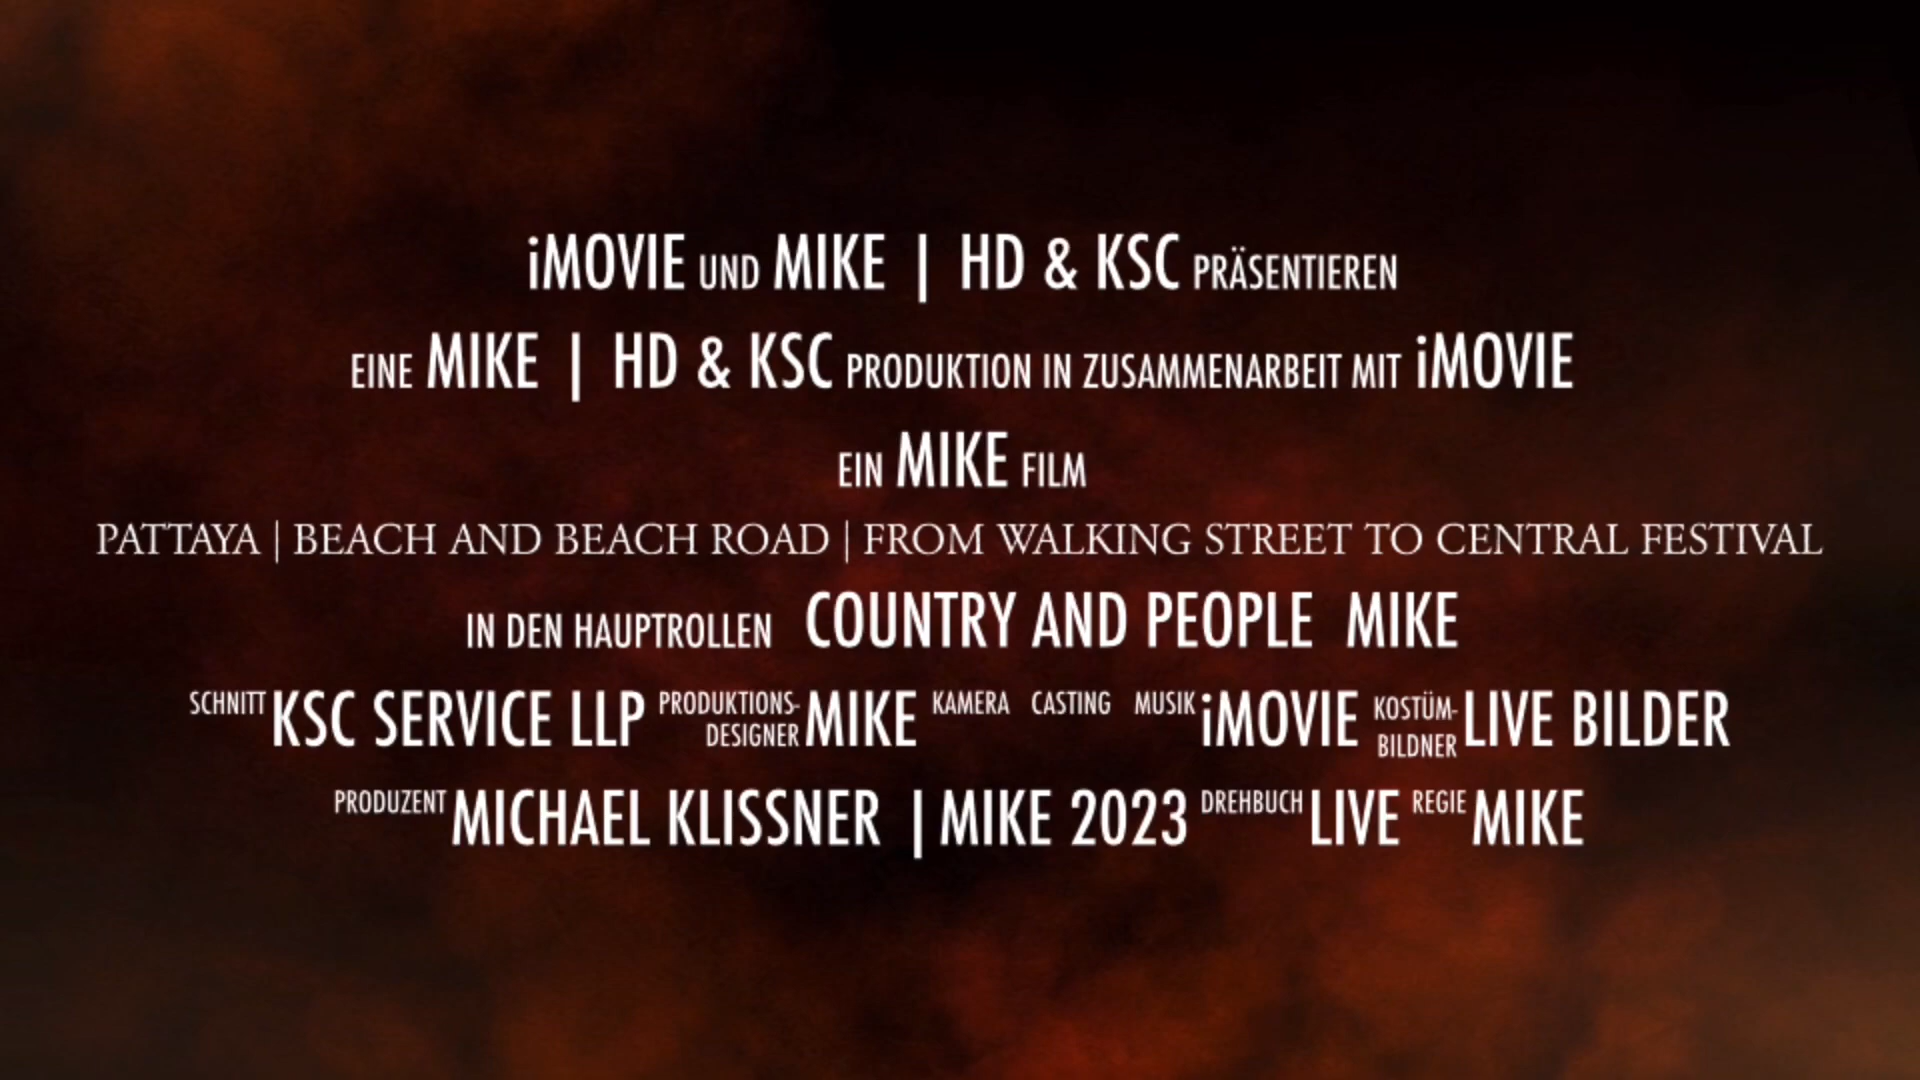 iMOVIE UND MIKE | HD & KSC PRÄSENTIEREN
EINE MIKE | HD & KSC PRODUKTION IN ZUSAMMENARBEIT MIT iMOVIE
EIN MIKE FILM
PATTAYA | BEACH AND BEACH ROAD | FROM WALKING STREET TO CENTRAL FESTIVAL
IN DEN HAUPTROLLEN COUNTRY AND PEOPLE MIKE
SCHNITT KSC SERVICE LLP PRODUKTIONS-DESIGNER MIKE KAMERA CASTING MUSIK iMOVIE KOSTÜM-BILDNER LIVE BILDER
PRODUZENT MICHAEL KLISSNER | MIKE 2023 DREHBUCH LIVE REGIE MIKE